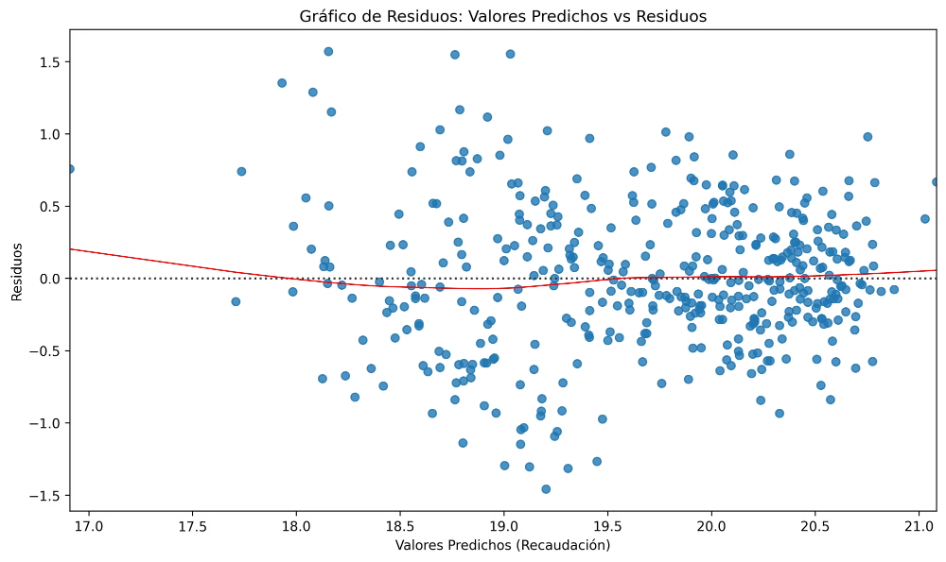 Gráfico de Residuos: Valores Predichos vs Residuos
1.5
1.0
0.5
0.0
−0.5
−1.0
−1.5
Residuos
17.0 17.5 18.0 18.5 19.0 19.5 20.0 20.5 21.0
Valores Predichos (Recaudación)